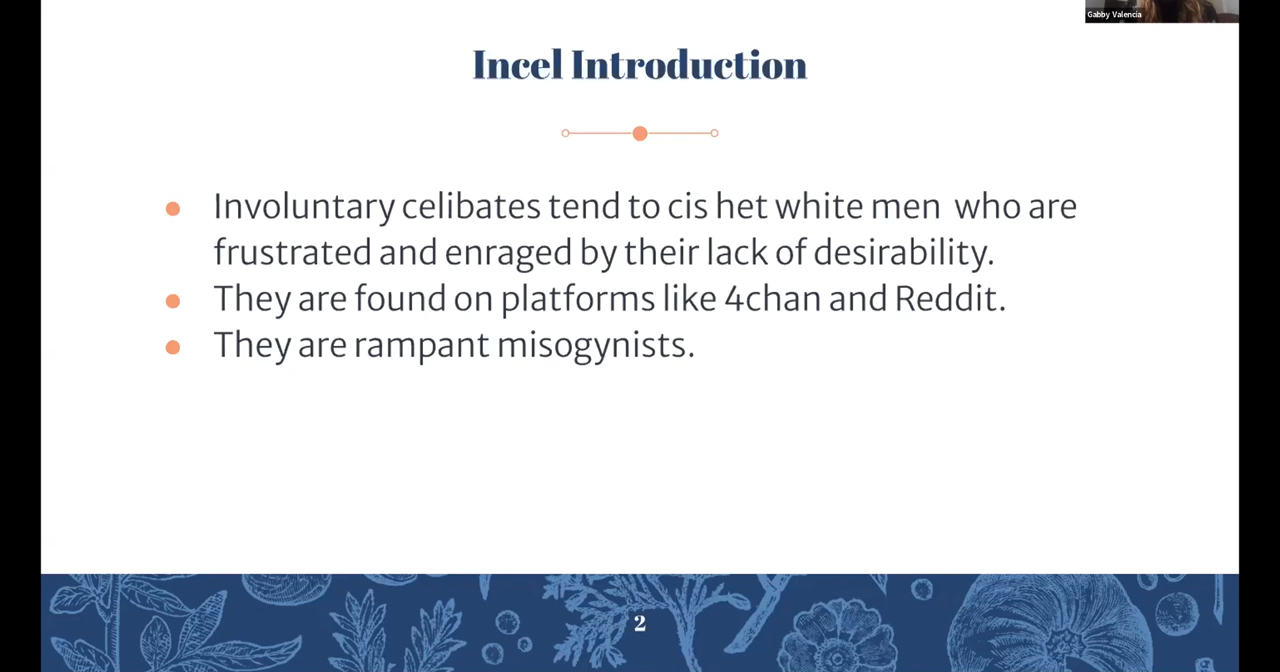 Gabby Valencia
Incel Introduction
Involuntary celibates tend to cis het white men  who are
frustrated and enraged by their lack of desirability.
They are found on platforms like 4chan and Reddit.
They are rampant misogynists.
2